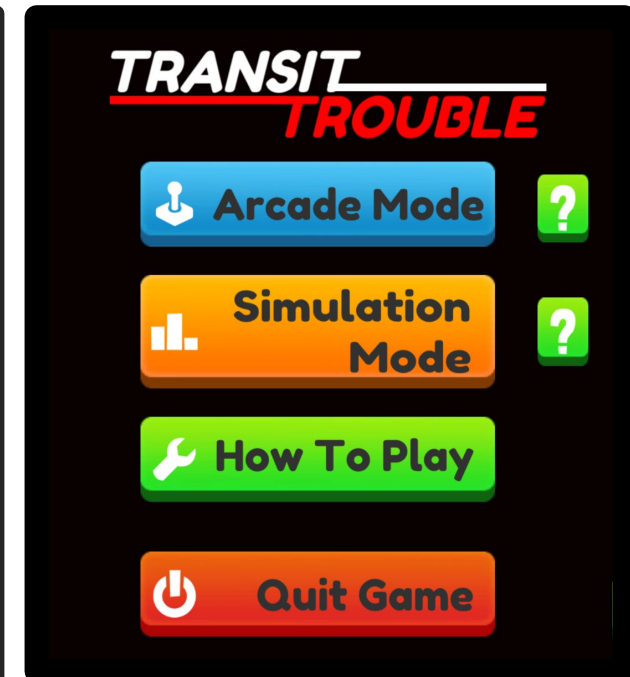 TRANSIT
TROUBLE
Arcade Mode
?
Simulation
Mode
?
How To Play
Quit Game